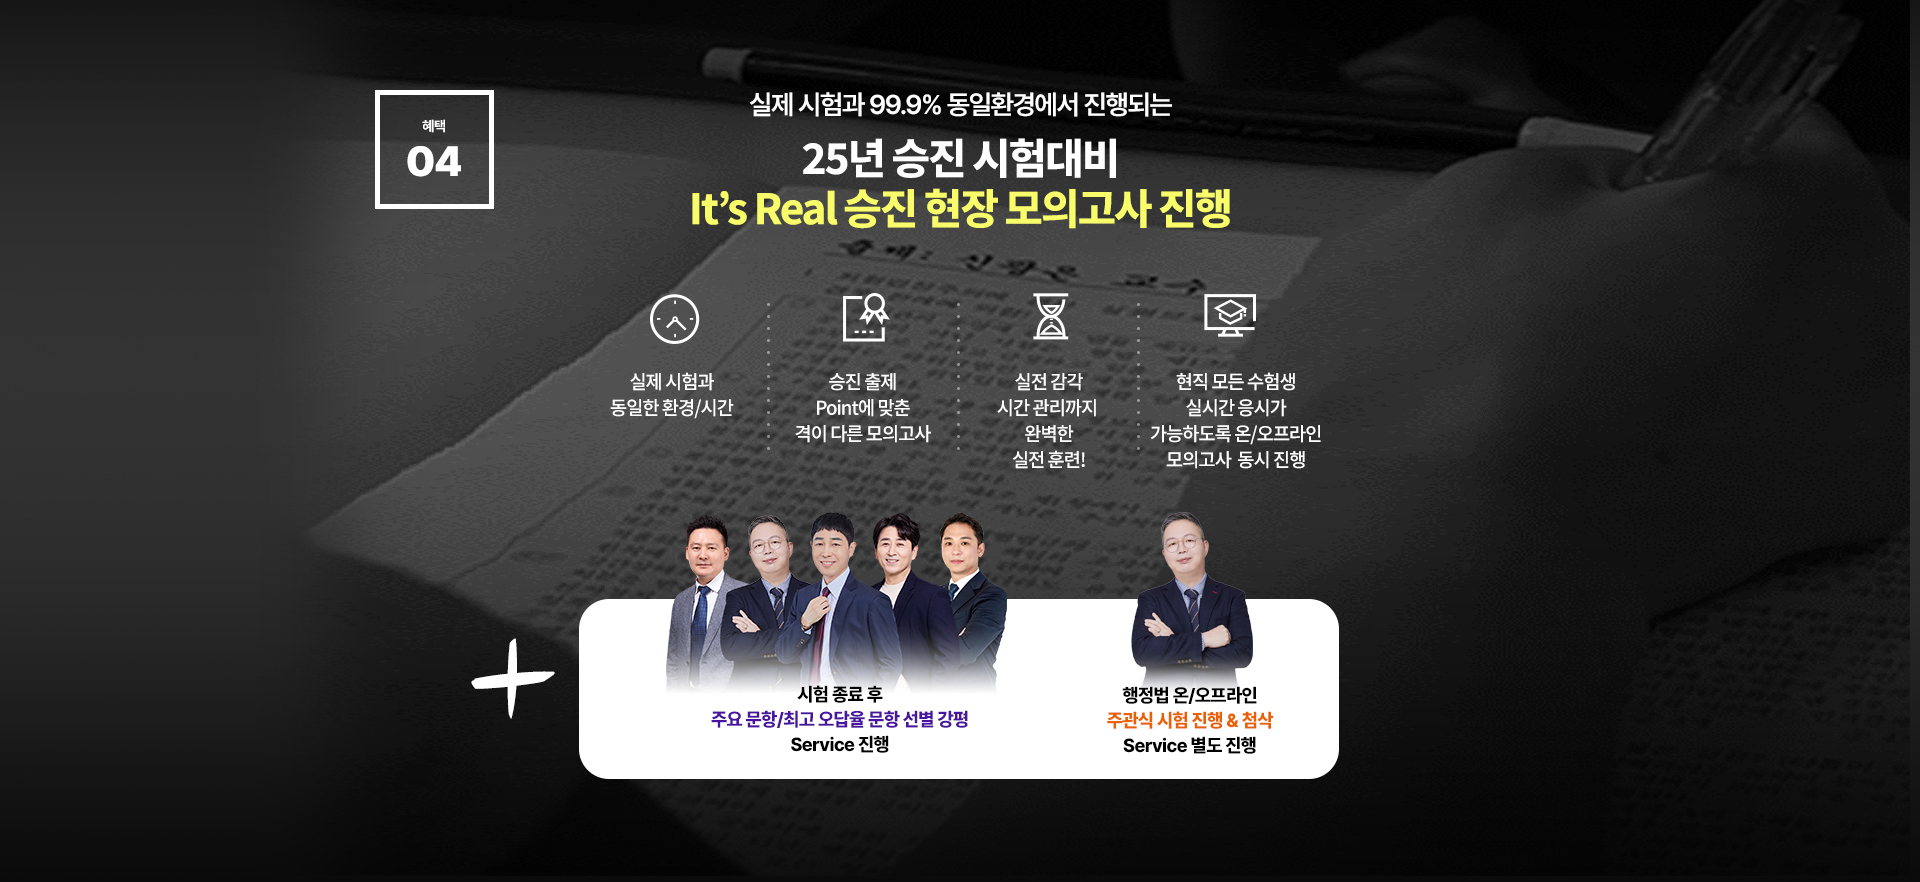 혜택
04
실제 시험과 99.9% 동일환경에서 진행되는
25년 승진 시험대비
It’s Real 승진 현장 모의고사 진행
실제 시험과
동일한 환경/시간
승진 출제
Point에 맞춘
격이 다른 모의고사
실전 감각
시간 관리까지
완벽한
실전 훈련!
현직 모든 수험생
실시간 응시가
가능하도록 온/오프라인
모의고사 동시 진행
시험 종료 후
주요 문항/최고 오답율 문항 선별 강평
Service 진행
행정법 온/오프라인
주관식 시험 진행 & 첨삭
Service 별도 진행